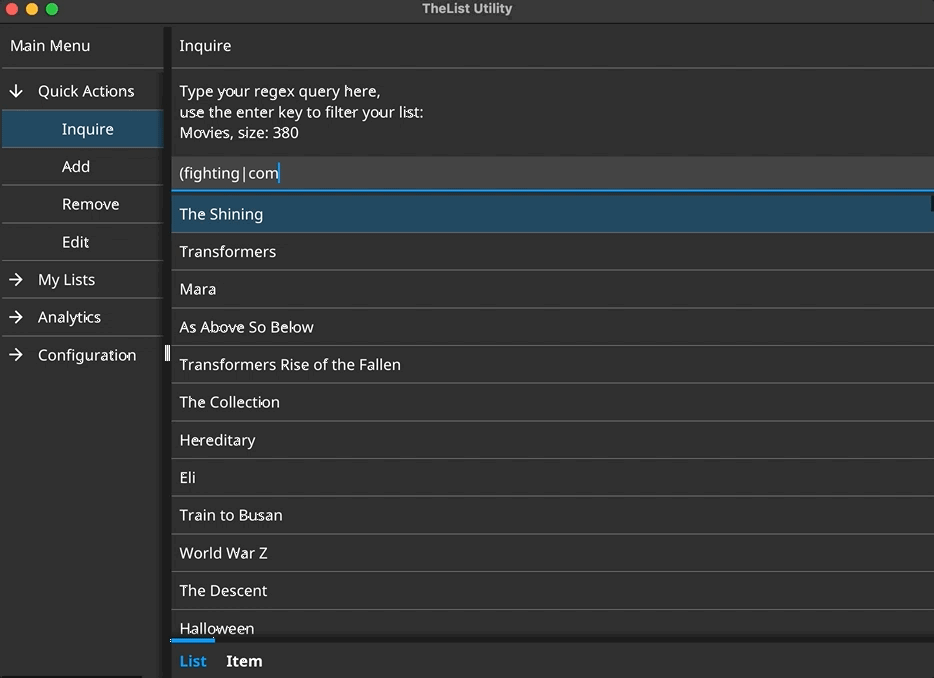 TheList Utility
Main Menu
Quick Actions
Inquire
Add
Remove
Edit
My Lists
Analytics
Configuration
Inquire
Type your regex query here,
use the enter key to filter your list:
Movies, size: 380
(fighting|com
The Shining
Transformers
Mara
As Above So Below
Transformers Rise of the Fallen
The Collection
Hereditary
Eli
Train to Busan
World War Z
The Descent
Halloween
List Item